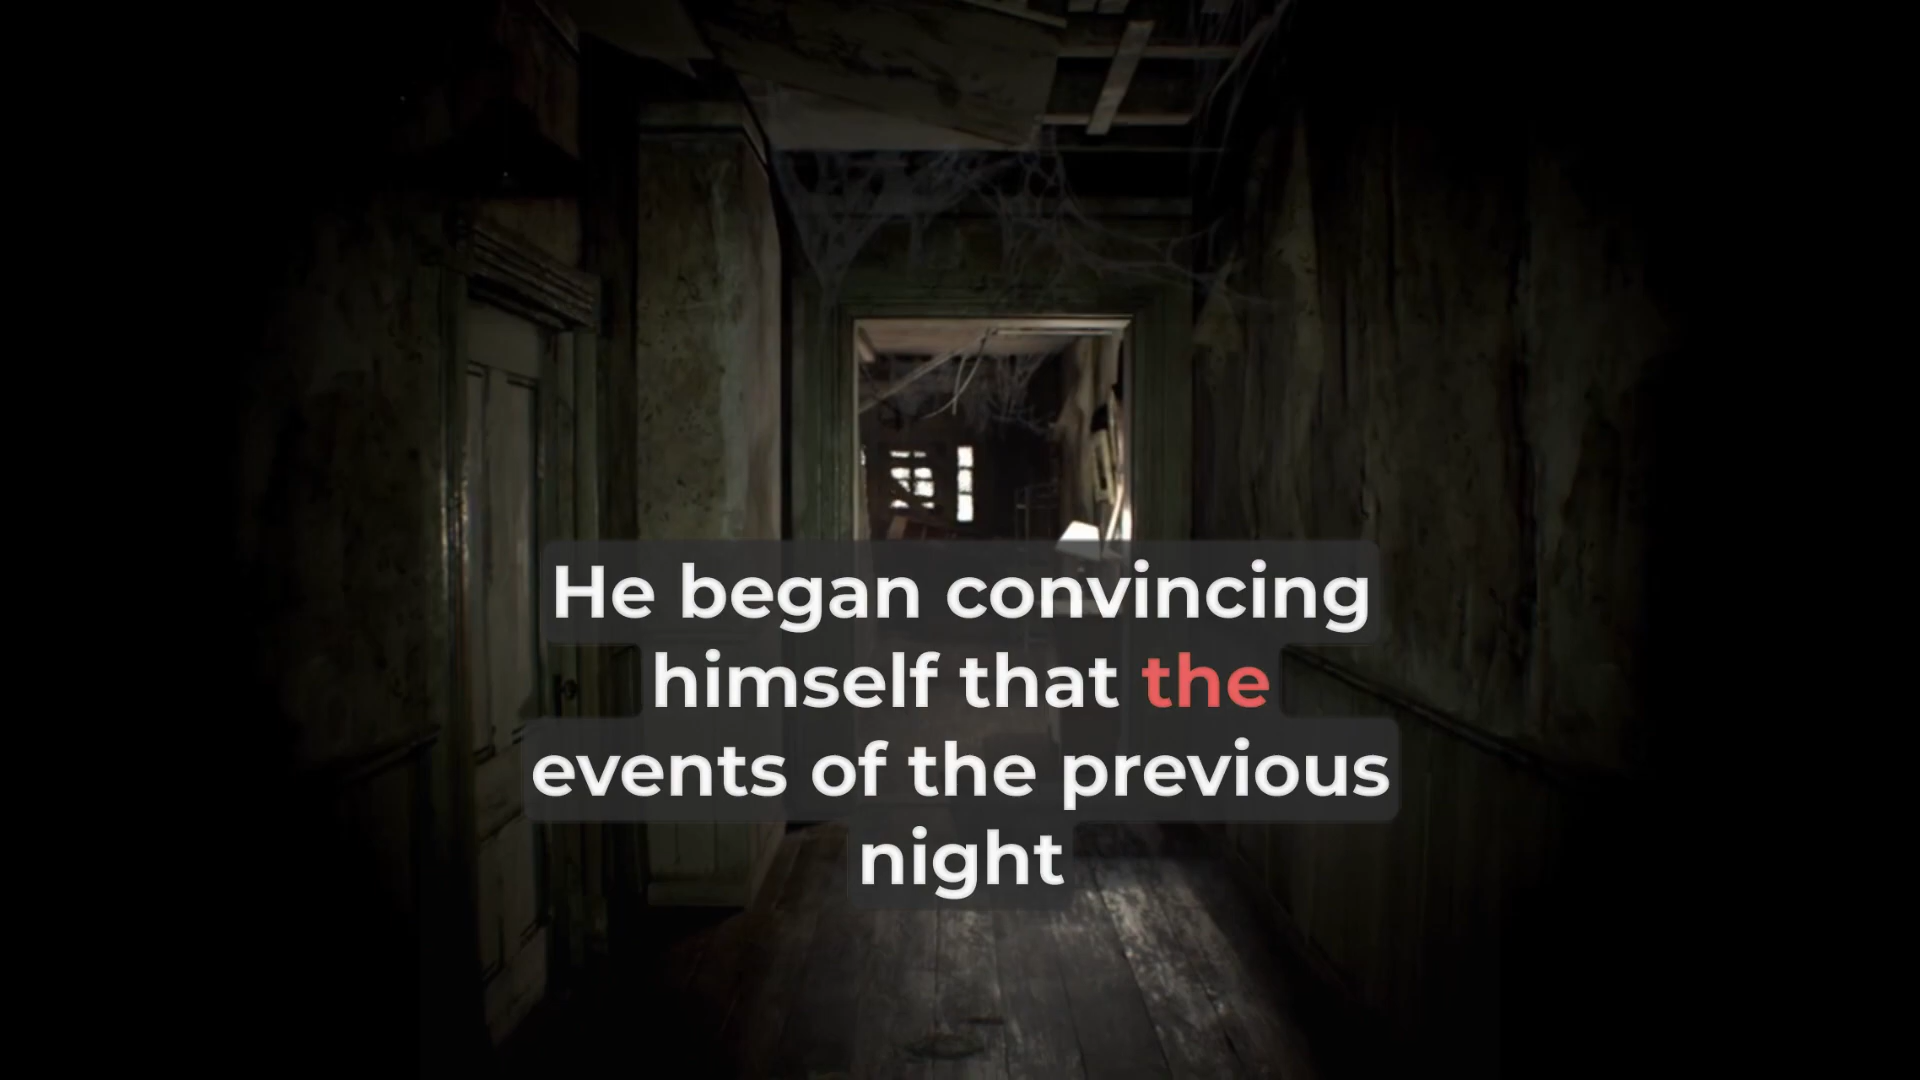 He began convincing
himself that the
events of the previous
night